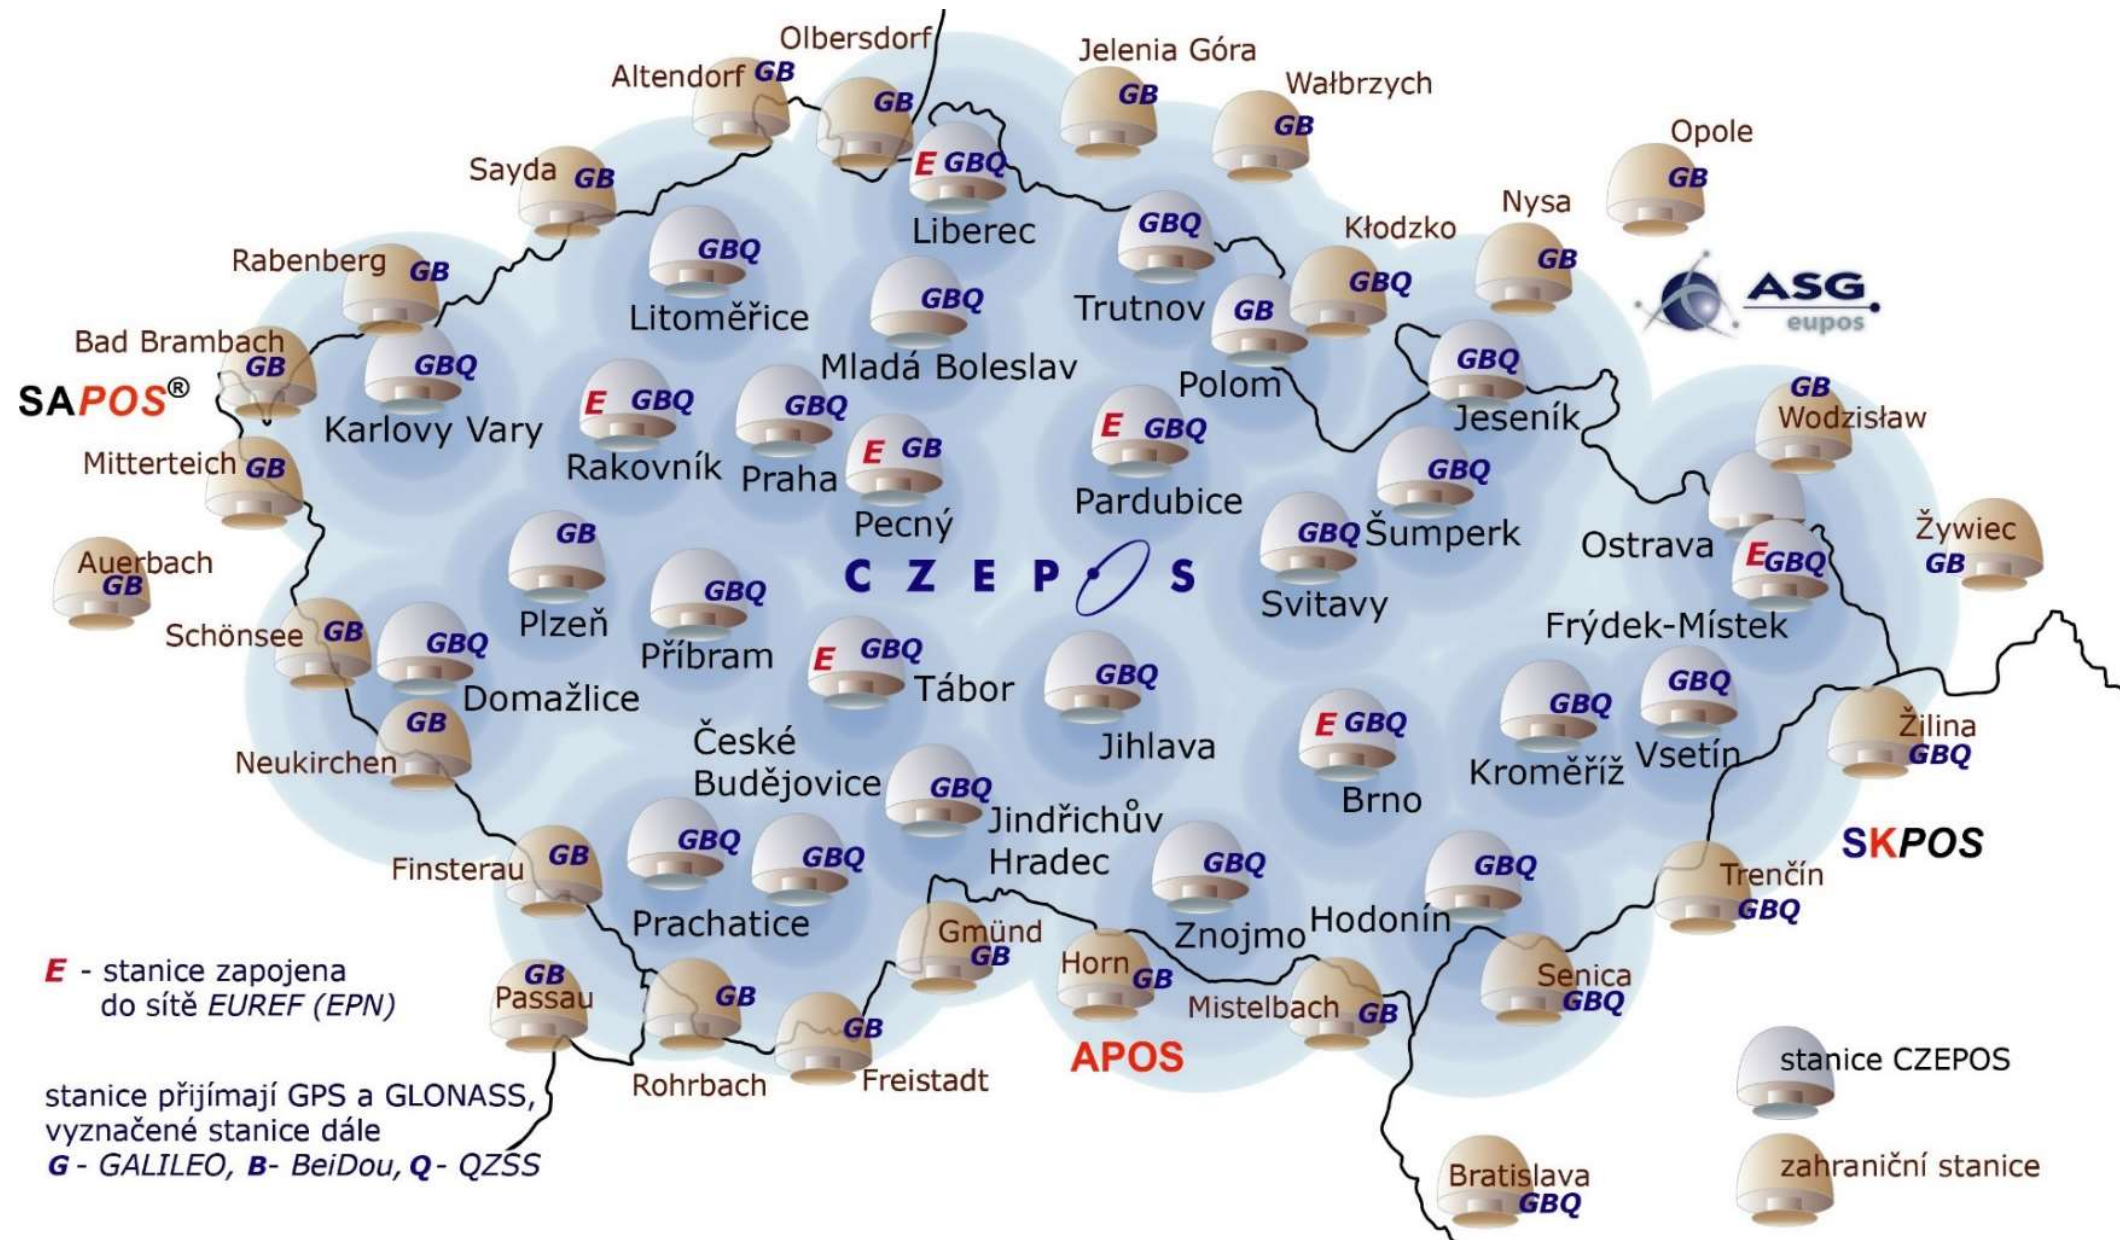 Olbersdorf
Altendorf GB
GB
Jelenia Góra
GB
Wałbrzych
GB
Opole
GB
Sayda GB
E GBQ
Liberec
Nysa
GB
GBQ
Trutnov
Kłodzko
GBQ
Rabenberg GB
GBQ
Litoměřice
GBQ
Mladá Boleslav
GB
Polom
ASG
eupos
Bad Brambach
GB
SAPOS®
GBQ
Karlovy Vary
E GBQ
Rakovník
GBQ
Praha
E GB
Pecný
E GBQ
Pardubice
GBQ
Jeseník
GB
Wodzisław
Mitterteich GB
GBQ
Šumperk
GBQ
Svitavy
Ostrava
EGBQ
Frýdek-Místek
Żywiec
GB
Auerbach
GB
GB
Plzeň
CZEPOS
GBQ
Příbram
Schönsee GB
GBQ
Domažlice
E GBQ
Tábor
GBQ
Jihlava
E GBQ
Brno
GBQ
Kroměříž
GBQ
Vsetín
Žilina
GBQ
GB
Neukirchen
České
Budějovice
GBQ
Jindřichův
Hradec
SKPOS
Finsterau GB
GBQ
Prachatice
GBQ
GBQ
Znojmo
GBQ
Hodonín
Trenčín
GBQ
Gmünd
GB
Horn
GB
Mistelbach GB
Senica
GBQ
GB
Passau
GB
Rohrbach
GB
Freistadt
APOS
Bratislava
GBQ
E - stanice zapojena
do sítě EUREF (EPN)
stanice přijímají GPS a GLONASS,
vyznačené stanice dále
G - GALILEO, B- BeiDou, Q - QZSS
stanice CZEPOS
zahraniční stanice